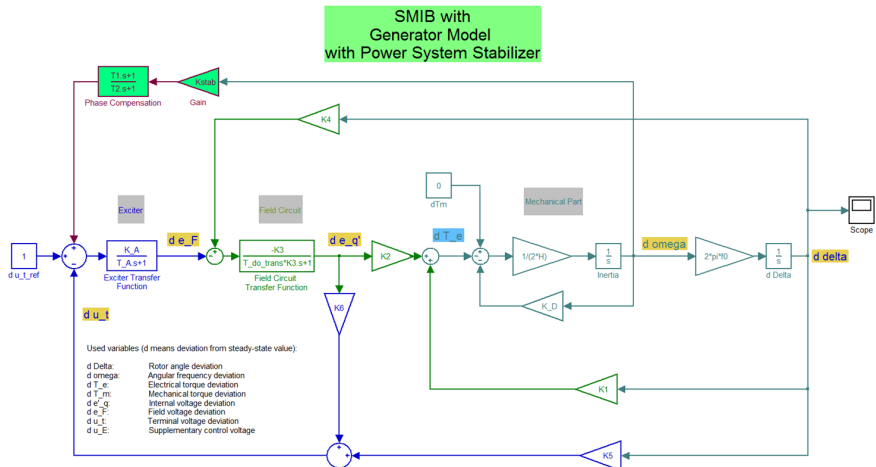 SMIB with
Generator Model
with Power System Stabilizer
T1.s+1
T2.s+1
Phase Compensation
Kstab
Gain
K4
0
dTm
Exciter
Field Circuit
Mechanical Part
Scope
1
d u_t_ref
K_A
T_A.s+1
Exciter Transfer
Function
d e_F
-K3
T_do_trans*K3.s+1
Field Circuit
Transfer Function
d e_q'
K2
d T_e
1/(2*H)
1
s
Inertia
d omega
2*pi*f0
1
s
d Delta
d delta
K_D
K6
d u_t
K1
K5
Used variables (d means deviation from steady-state value):
d Delta: Rotor angle deviation
d omega: Angular frequency deviation
d T_e: Electrical torque deviation
d T_m: Mechanical torque deviation
d e'_q: Internal voltage deviation
d e_F: Field voltage deviation
d u_t: Terminal voltage deviation
d u_E: Supplementary control voltage